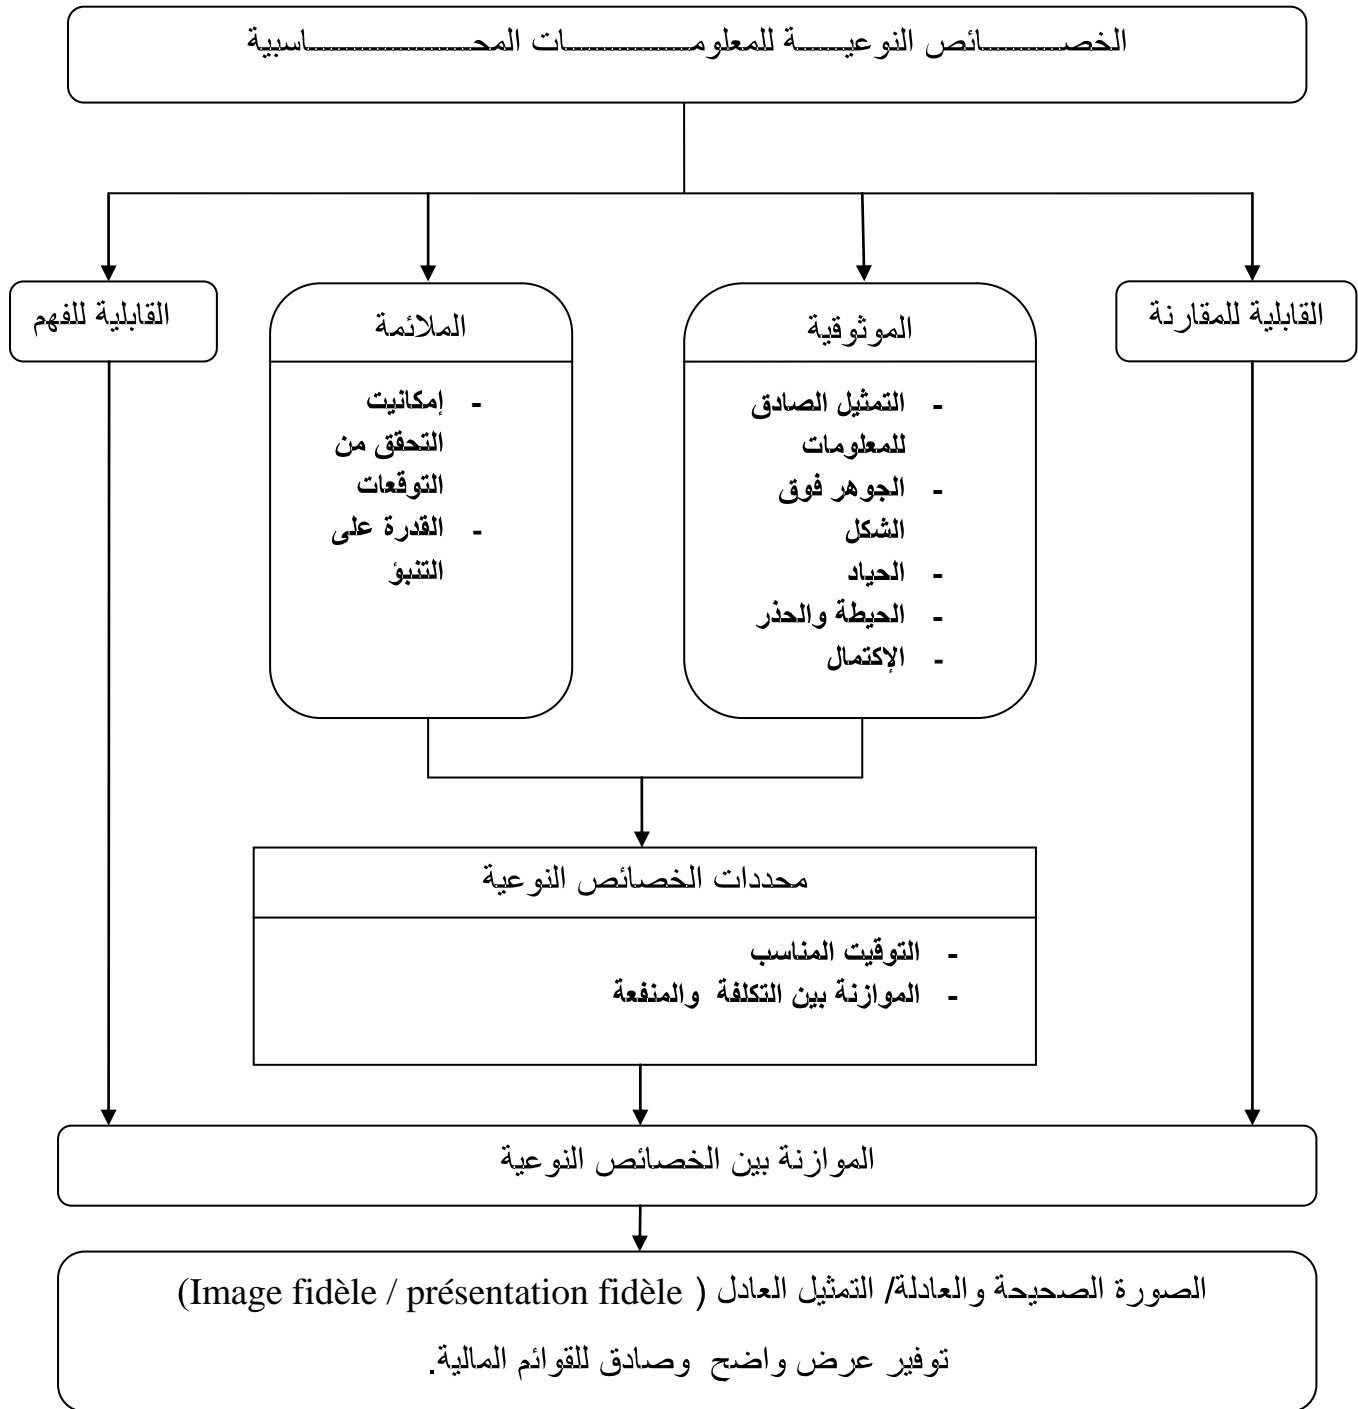 الخصـــــــائص النوعيـــــة للمعلومـــــــــات المحـــــــــــــاسبية
القابلية للمقارنة
الموثوقية
- التمثيل الصادق
للمعلومات
- الجوهر فوق
الشكل
- الحياد
- الحيطة والحذر
- الإكتمال
الملائمة
- إمكانيت
التحقق من
التوقعات
- القدرة على
التنبؤ
القابلية للفهم
محددات الخصائص النوعية
- التوقيت المناسب
- الموازنة بين التكلفة والمنفعة
الموازنة بين الخصائص النوعية
الصورة الصحيحة والعادلة/ التمثيل العادل ( Image fidèle / présentation fidèle)
توفير عرض واضح وصادق للقوائم المالية.